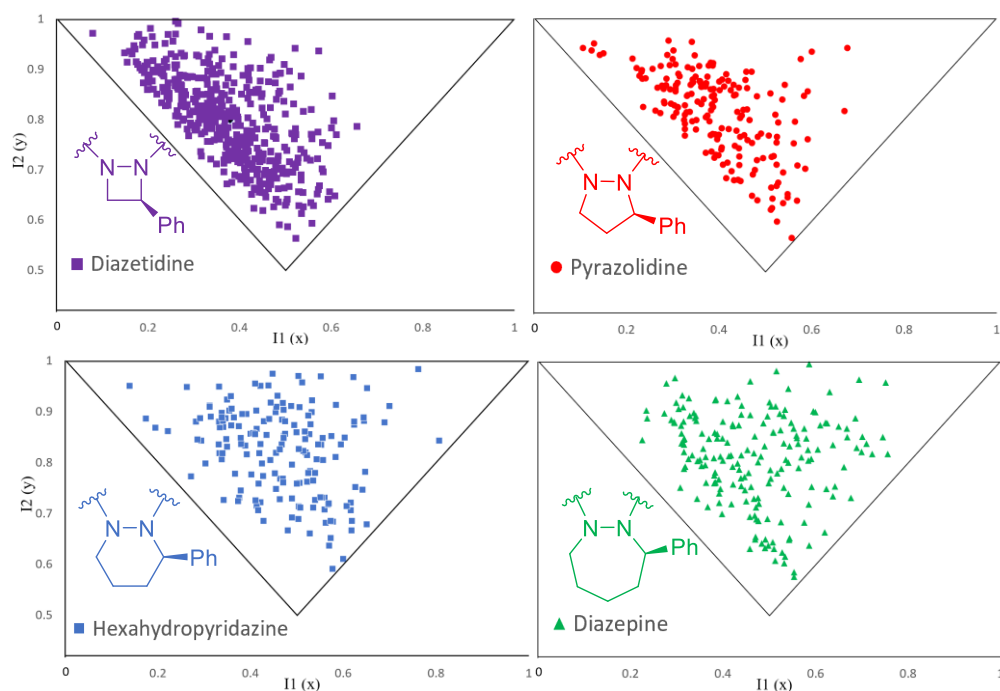 1
0.9
0.8
0.7
0.6
0.5
I2 (y)
N N
Ph
Diazetidine
0 0.2 0.4 0.6 0.8 1
I1 (x)
N N
Ph
Pyrazolidine
0 0.2 0.4 0.6 0.8 1
I1 (x)
1
0.9
0.8
0.7
0.6
0.5
I2 (y)
N N
Ph
Hexahydropyridazine
0 0.2 0.4 0.6 0.8 1
I1 (x)
N N
Ph
Diazepine
0 0.2 0.4 0.6 0.8 1
I1 (x)